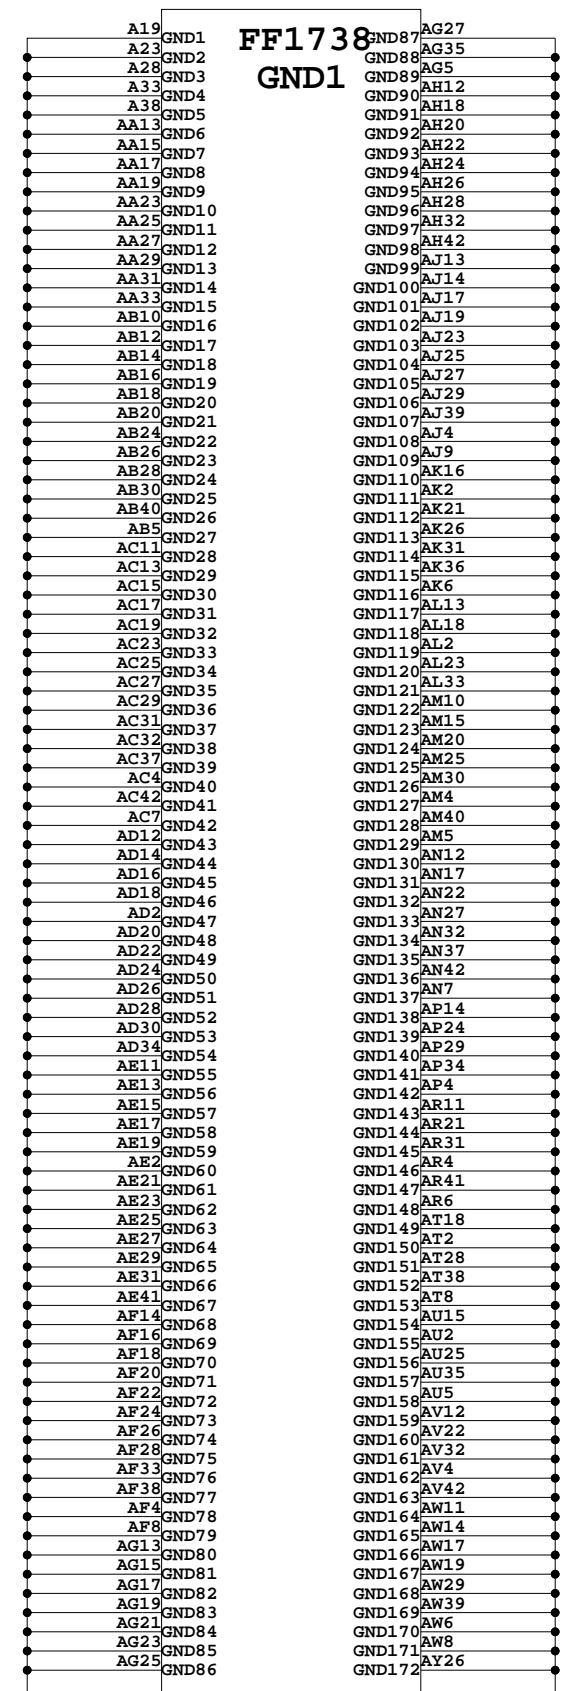 FF1738
GND1
A19 GND1 GND87 AG27
A23 GND2 GND88 AG35
A28 GND3 GND89 AG5
A33 GND4 GND90 AH12
A38 GND5 GND91 AH18
AA13 GND6 GND92 AH20
AA15 GND7 GND93 AH22
AA17 GND8 GND94 AH24
AA19 GND9 GND95 AH26
AA23 GND10 GND96 AH28
AA25 GND11 GND97 AH32
AA27 GND12 GND98 AH42
AA29 GND13 GND99 AJ13
AA31 GND14 GND100 AJ14
AA33 GND15 GND101 AJ17
AB10 GND16 GND102 AJ19
AB12 GND17 GND103 AJ23
AB14 GND18 GND104 AJ25
AB16 GND19 GND105 AJ27
AB18 GND20 GND106 AJ29
AB20 GND21 GND107 AJ39
AB24 GND22 GND108 AJ4
AB26 GND23 GND109 AJ9
AB28 GND24 GND110 AK16
AB30 GND25 GND111 AK2
AB40 GND26 GND112 AK21
AB5 GND27 GND113 AK26
AC11 GND28 GND114 AK31
AC13 GND29 GND115 AK36
AC15 GND30 GND116 AK6
AC17 GND31 GND117 AL13
AC19 GND32 GND118 AL18
AC23 GND33 GND119 AL2
AC25 GND34 GND120 AL23
AC27 GND35 GND121 AL33
AC29 GND36 GND122 AM10
AC31 GND37 GND123 AM15
AC32 GND38 GND124 AM20
AC37 GND39 GND125 AM25
AC4 GND40 GND126 AM30
AC42 GND41 GND127 AM4
AC7 GND42 GND128 AM40
AD12 GND43 GND129 AM5
AD14 GND44 GND130 AN12
AD16 GND45 GND131 AN17
AD18 GND46 GND132 AN22
AD2 GND47 GND133 AN27
AD20 GND48 GND134 AN32
AD22 GND49 GND135 AN37
AD24 GND50 GND136 AN42
AD26 GND51 GND137 AN7
AD28 GND52 GND138 AP14
AD30 GND53 GND139 AP24
AD34 GND54 GND140 AP29
AE11 GND55 GND141 AP34
AE13 GND56 GND142 AP4
AE15 GND57 GND143 AR11
AE17 GND58 GND144 AR21
AE19 GND59 GND145 AR31
AE2 GND60 GND146 AR4
AE21 GND61 GND147 AR41
AE23 GND62 GND148 AR6
AE25 GND63 GND149 AT18
AE27 GND64 GND150 AT2
AE29 GND65 GND151 AT28
AE31 GND66 GND152 AT38
AE41 GND67 GND153 AT8
AF14 GND68 GND154 AU15
AF16 GND69 GND155 AU2
AF18 GND70 GND156 AU25
AF20 GND71 GND157 AU35
AF22 GND72 GND158 AU5
AF24 GND73 GND159 AV12
AF26 GND74 GND160 AV22
AF28 GND75 GND161 AV32
AF33 GND76 GND162 AV4
AF38 GND77 GND163 AV42
AF4 GND78 GND164 AW11
AF8 GND79 GND165 AW14
AG13 GND80 GND166 AW17
AG15 GND81 GND167 AW19
AG17 GND82 GND168 AW29
AG19 GND83 GND169 AW39
AG21 GND84 GND170 AW6
AG23 GND85 GND171 AW8
AG25 GND86 GND172 AY26